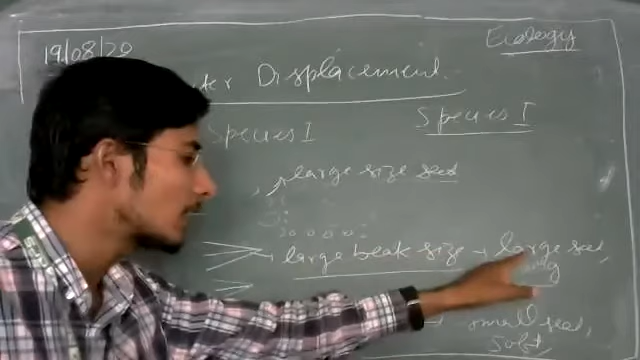 Ecology
19/08/20
Displacement
Species I Species I
large size seed
large beak size → large seed,
small seed,
soft